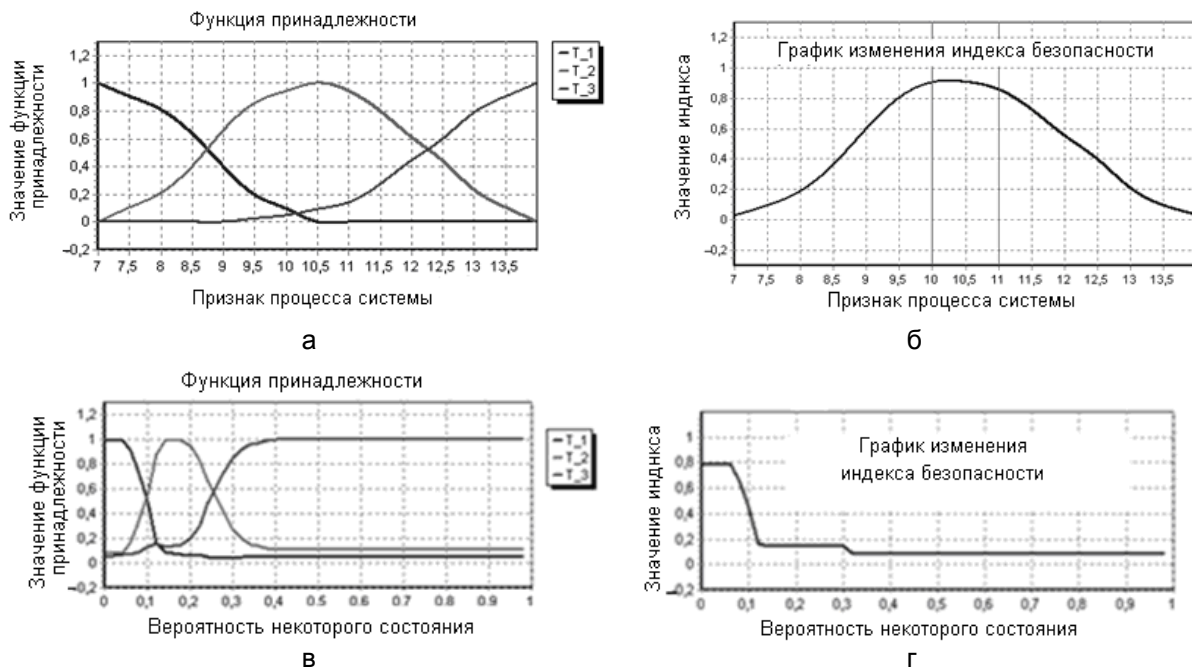 Функция принадлежности
Значение функции
принадлежности
1,2
1
0,8
0,6
0,4
0,2
0
–0,2
7 7,5 8 8,5 9 9,5 10 10,5 11 11,5 12 12,5 13 13,5
Признак процесса системы
T_1
T_2
T_3
а
График изменения индекса безопасности
Значение инднкса
1,2
1
0,8
0,6
0,4
0,2
0
–0,2
7 7,5 8 8,5 9 9,5 10 10,5 11 11,5 12 12,5 13 13,5
Признак процесса системы
б
Функция принадлежности
Значение функции
принадлежности
1,2
1
0,8
0,6
0,4
0,2
0
–0,2
0 0,1 0,2 0,3 0,4 0,5 0,6 0,7 0,8 0,9 1
Вероятность некоторого состояния
T_1
T_2
T_3
в
График изменения
индекса безопасности
Значение инднкса
1
0,8
0,6
0,4
0,2
0
–0,2
0 0,1 0,2 0,3 0,4 0,5 0,6 0,7 0,8 0,9 1
Вероятность некоторого состояния
г